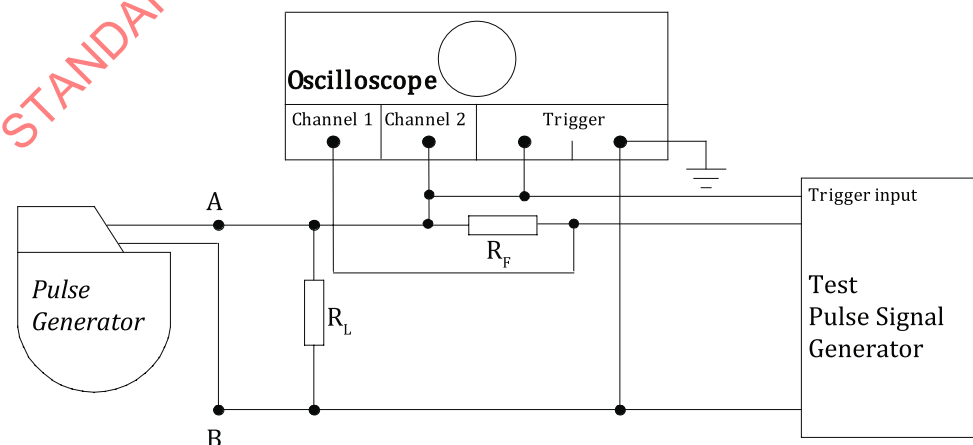 STANDA
Oscilloscope
Channel 1
Channel 2
Trigger
A
Trigger input
R_F
Pulse
Generator
R_L
Test
Pulse Signal
Generator
B